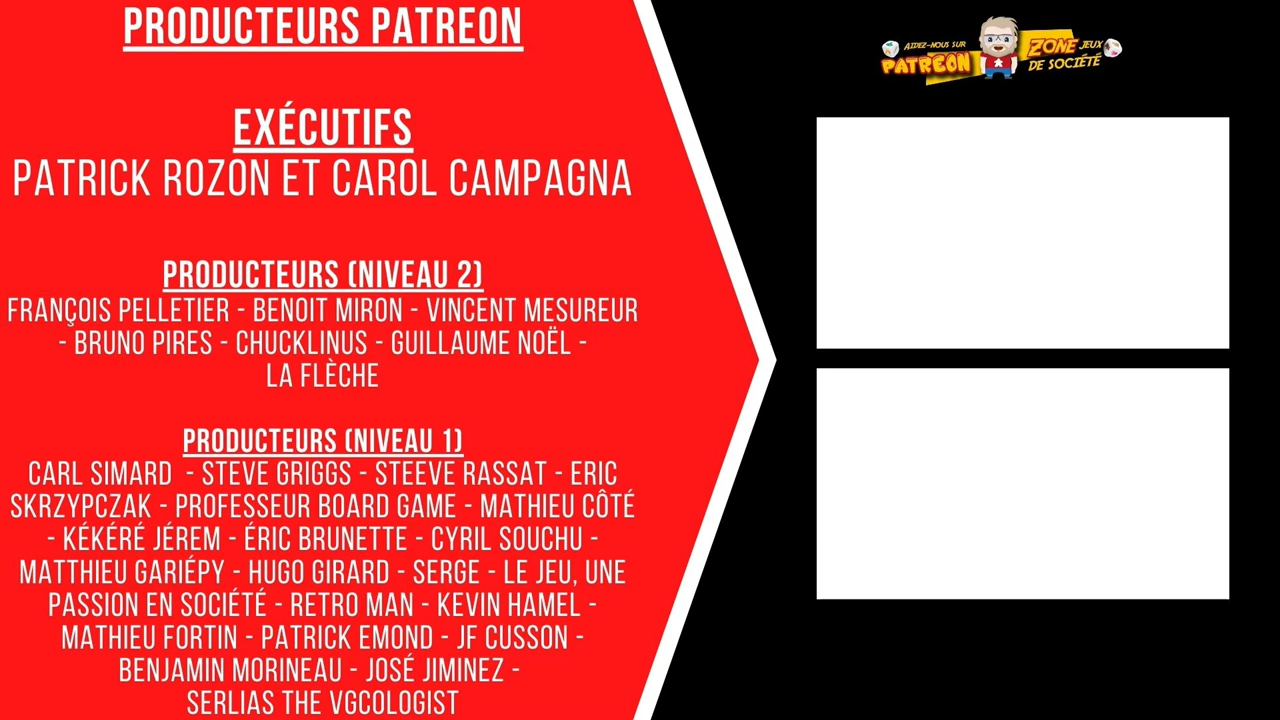 PRODUCTEURS PATREON
EXÉCUTIFS
PATRICK ROZON ET CAROL CAMPAGNA
PRODUCTEURS (NIVEAU 2)
FRANÇOIS PELLETIER - BENOIT MIRON - VINCENT MESUREUR
- BRUNO PIRES - CHUCKLINUS - GUILLAUME NOËL -
LA FLÈCHE
PRODUCTEURS (NIVEAU 1)
CARL SIMARD - STEVE GRIGGS - STEEVE RASSAT - ERIC
SKRZYPCZAK - PROFESSEUR BOARD GAME - MATHIEU CÔTÉ
- KÉKÉRÉ JÉREM - ÉRIC BRUNETTE - CYRIL SOUCHU -
MATTHIEU GARIÉPY - HUGO GIRARD - SERGE - LE JEU, UNE
PASSION EN SOCIÉTÉ - RETRO MAN - KEVIN HAMEL -
MATHIEU FORTIN - PATRICK EMOND - JF CUSSON -
BENJAMIN MORINEAU - JOSÉ JIMINEZ -
SERLIAS THE VGCOLOGIST
AIDEZ-NOUS SUR
PATREON
ZONE JEUX
DE SOCIÉTÉ